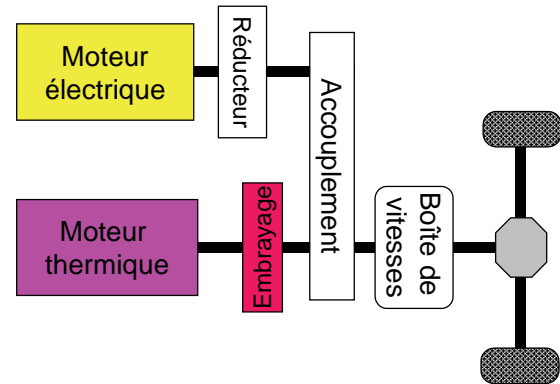 Moteur
électrique
Réducteur
Accouplement
Moteur
thermique
Embrayage
Boîte de
vitesses